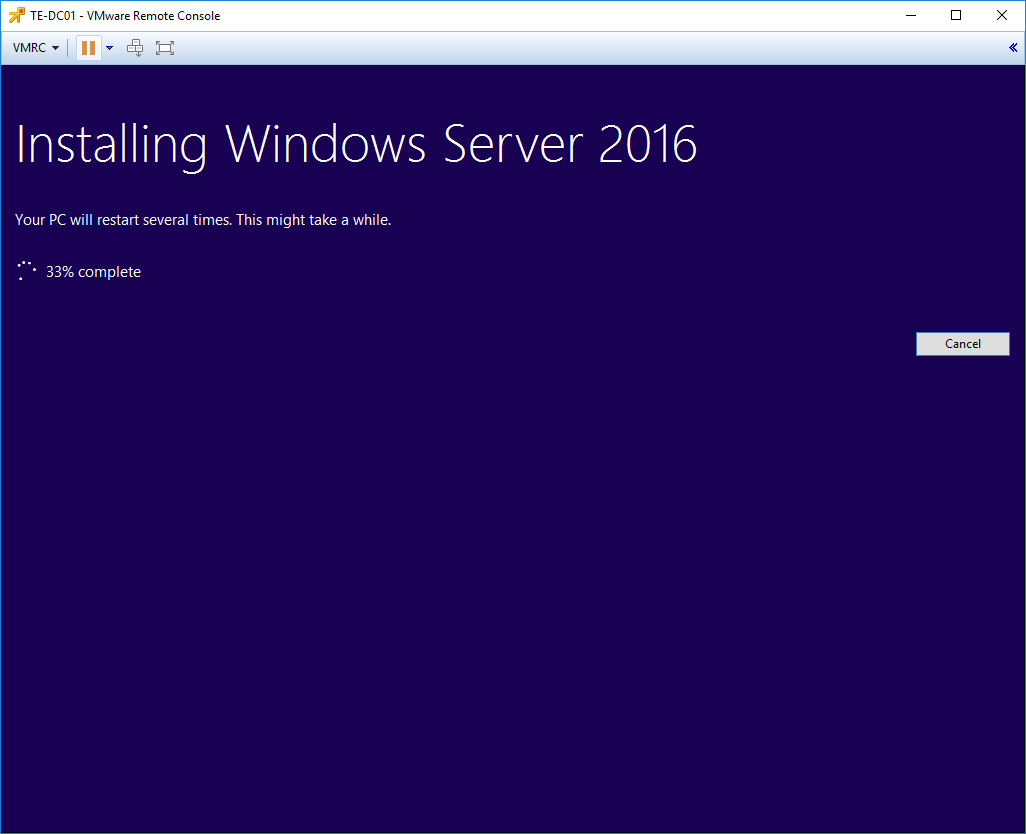 TE-DC01 - VMware Remote Console
VMRC
Installing Windows Server 2016
Your PC will restart several times. This might take a while.
33% complete
Cancel